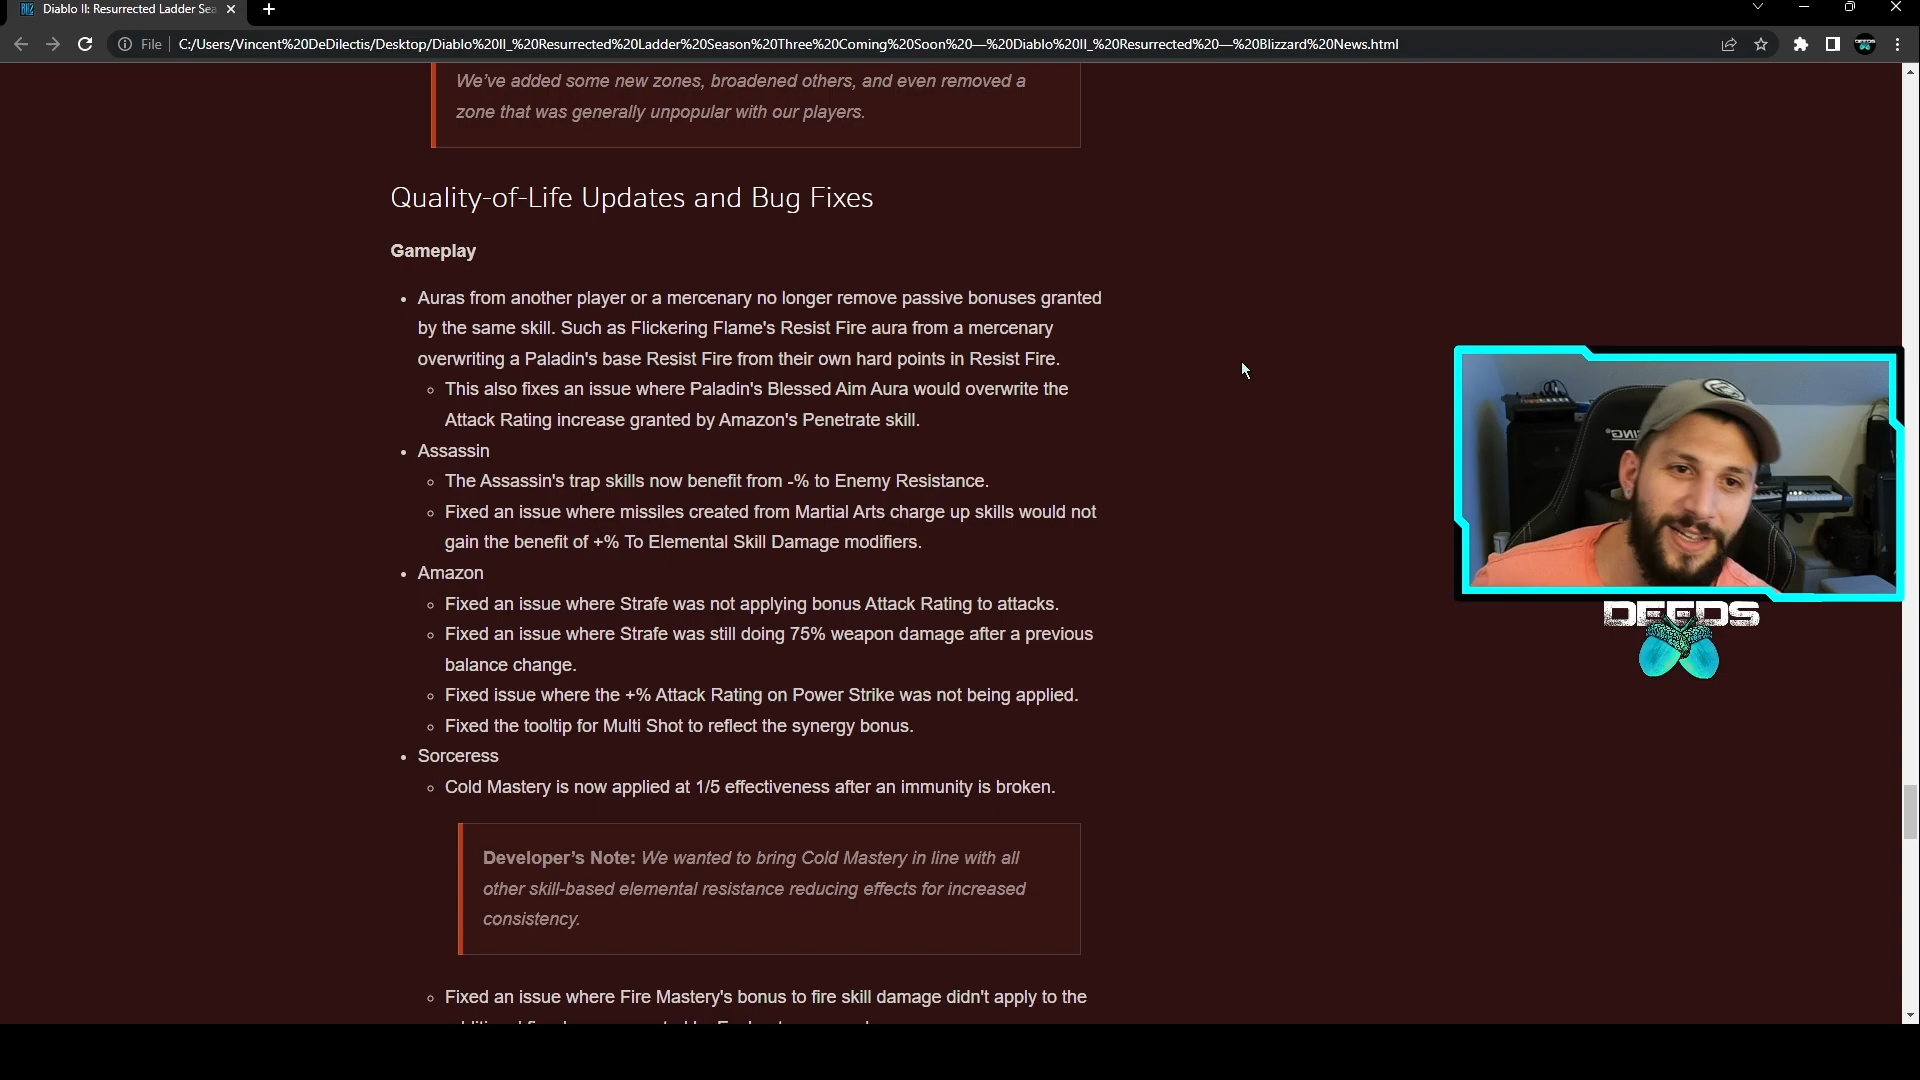 Diablo II: Resurrected Ladder Sea
File
C:/Users/Vincent%20DeDilectis/Desktop/Diablo%20II_%20Resurrected%20Ladder%20Season%20Three%20Coming%20Soon%20—%20Diablo%20II_%20Resurrected%20—%20Blizzard%20News.html
We’ve added some new zones, broadened others, and even removed a
zone that was generally unpopular with our players.
Quality-of-Life Updates and Bug Fixes
Gameplay
Auras from another player or a mercenary no longer remove passive bonuses granted
by the same skill. Such as Flickering Flame's Resist Fire aura from a mercenary
overwriting a Paladin's base Resist Fire from their own hard points in Resist Fire.
This also fixes an issue where Paladin's Blessed Aim Aura would overwrite the
Attack Rating increase granted by Amazon's Penetrate skill.
Assassin
The Assassin's trap skills now benefit from -% to Enemy Resistance.
Fixed an issue where missiles created from Martial Arts charge up skills would not
gain the benefit of +% To Elemental Skill Damage modifiers.
Amazon
Fixed an issue where Strafe was not applying bonus Attack Rating to attacks.
Fixed an issue where Strafe was still doing 75% weapon damage after a previous
balance change.
Fixed issue where the +% Attack Rating on Power Strike was not being applied.
Fixed the tooltip for Multi Shot to reflect the synergy bonus.
Sorceress
Cold Mastery is now applied at 1/5 effectiveness after an immunity is broken.
Developer’s Note: We wanted to bring Cold Mastery in line with all
other skill-based elemental resistance reducing effects for increased
consistency.
Fixed an issue where Fire Mastery's bonus to fire skill damage didn't apply to the
DEEDS